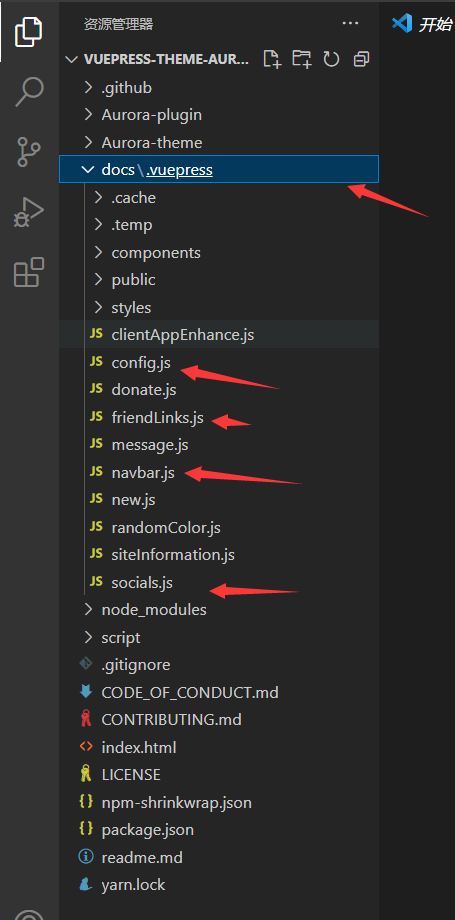 资源管理器 ···
开始
VUEPRESS-THEME-AUR...
.github
Aurora-plugin
Aurora-theme
docs\.vuepress
.cache
.temp
components
public
styles
JS clientAppEnhance.js
JS config.js
JS donate.js
JS friendLinks.js
JS message.js
JS navbar.js
JS new.js
JS randomColor.js
JS siteInformation.js
JS socials.js
node_modules
script
.gitignore
CODE_OF_CONDUCT.md
CONTRIBUTING.md
index.html
LICENSE
npm-shrinkwrap.json
package.json
readme.md
yarn.lock